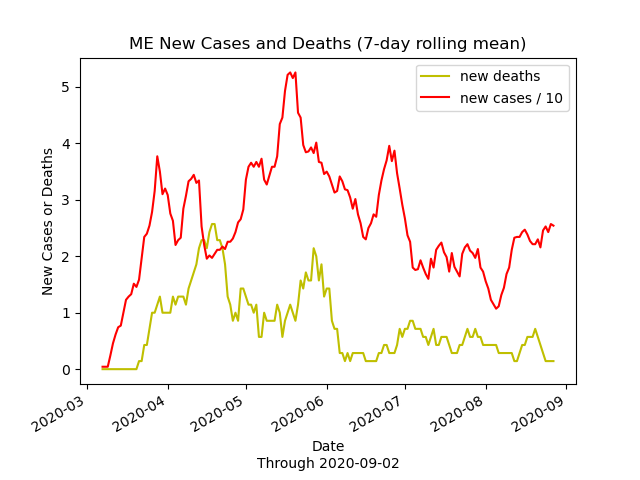 ME New Cases and Deaths (7-day rolling mean)
new deaths
new cases / 10
New Cases or Deaths
5
4
3
2
1
0
2020-03
2020-04
2020-05
2020-06
2020-07
2020-08
2020-09
Date
Through 2020-09-02